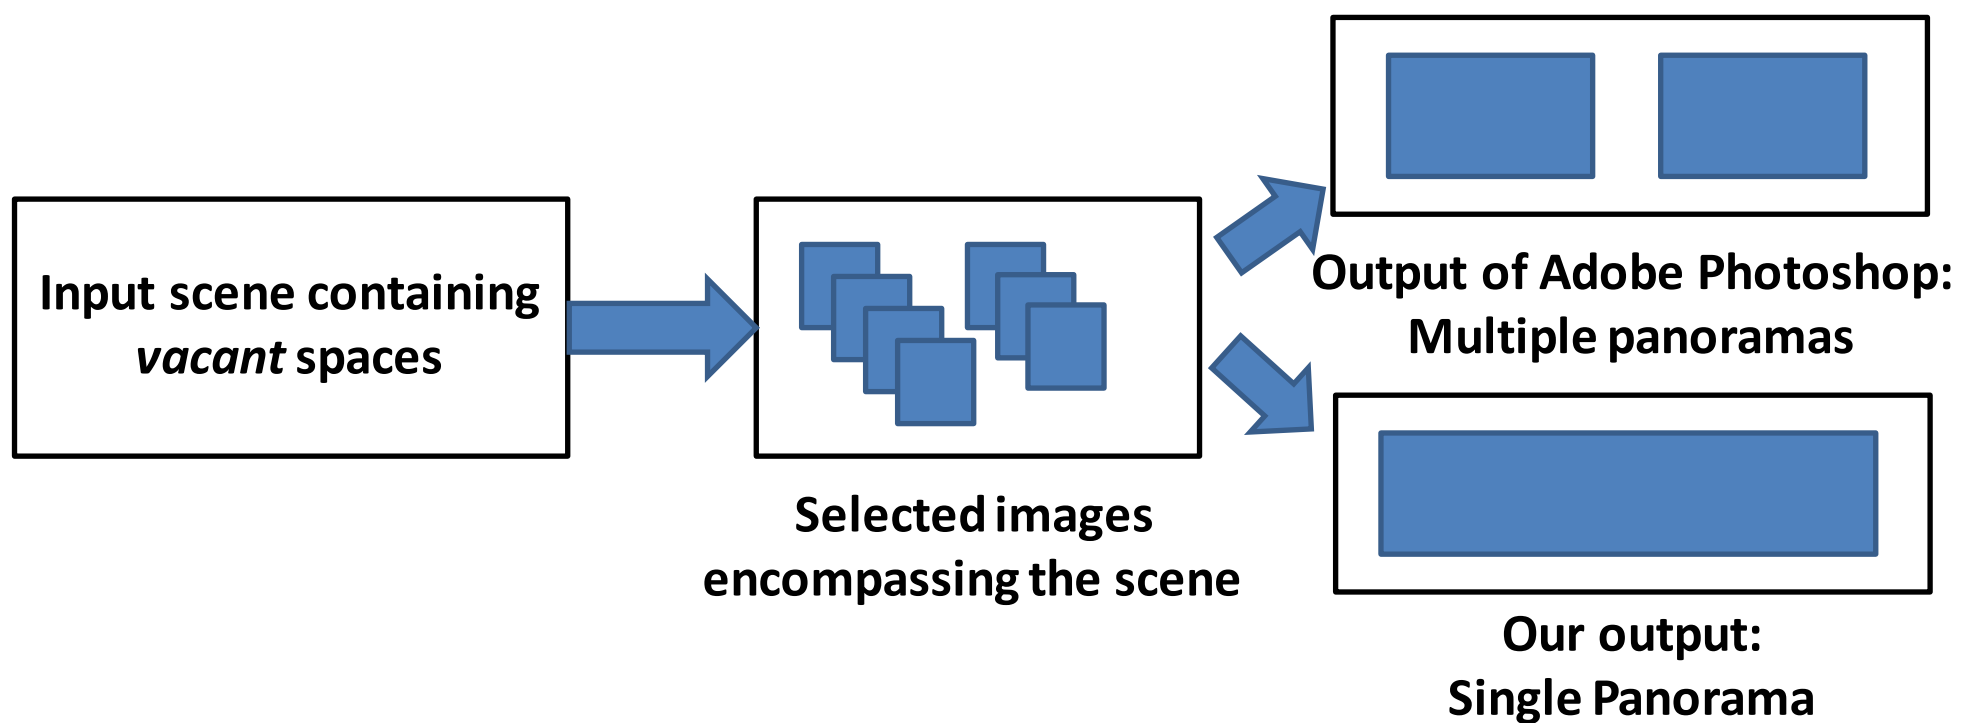 Input scene containing
vacant spaces
Selected images
encompassing the scene
Output of Adobe Photoshop:
Multiple panoramas
Our output:
Single Panorama